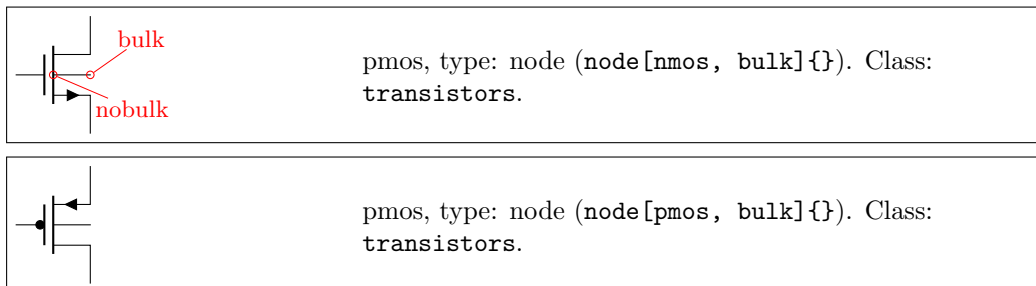 bulk
nobulk
pmos, type: node (node[nmos, bulk]{}). Class:
transistors.
pmos, type: node (node[pmos, bulk]{}). Class:
transistors.